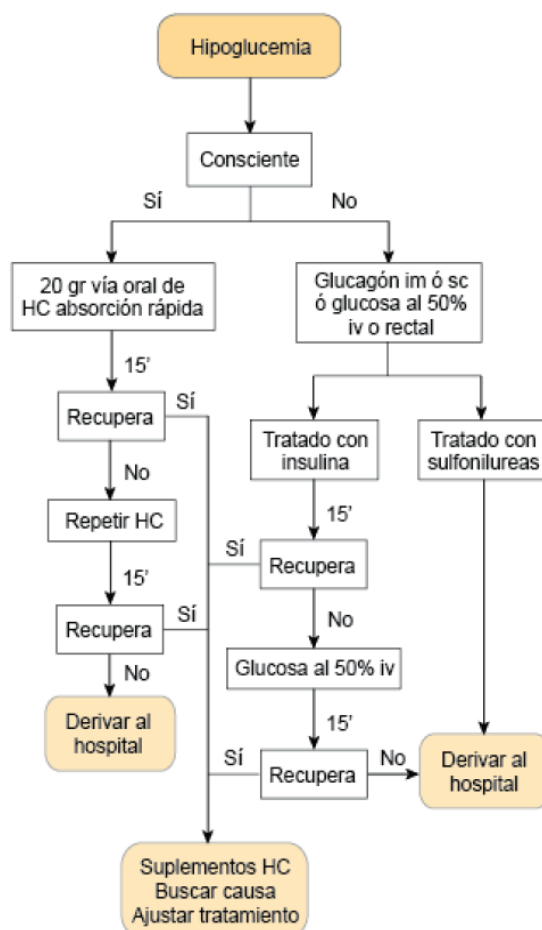 Hipoglucemia
Consciente
Sí
No
20 gr vía oral de
HC absorción rápida
Glucagón im ó sc
ó glucosa al 50%
iv o rectal
15'
Recupera
Sí
No
Repetir HC
15'
Recupera
Sí
No
Derivar al
hospital
Tratado con
insulina
Tratado con
sulfonilureas
15'
Sí
Recupera
No
Glucosa al 50% iv
15'
Sí
Recupera
No
Derivar al
hospital
Suplementos HC
Buscar causa
Ajustar tratamiento